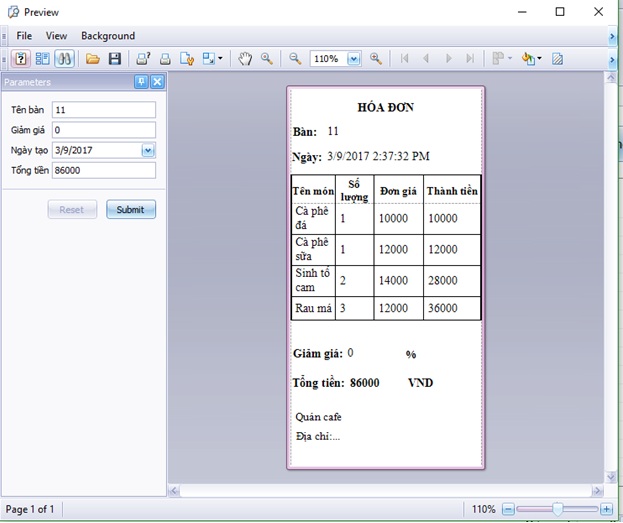 Preview
File View Background
Parameters
110%
Tên bàn 11
Giảm giá 0
Ngày tạo 3/9/2017
Tổng tiền 86000
Reset Submit
HÓA ĐƠN
Bàn: 11
Ngày: 3/9/2017 2:37:32 PM
Tên món Số lượng Đơn giá Thành tiền
Cà phê đá 1 10000 10000
Cà phê sữa 1 12000 12000
Sinh tố cam 2 14000 28000
Rau má 3 12000 36000
Giảm giá: 0 %
Tổng tiền: 86000 VND
Quán cafe
Địa chỉ:...
Page 1 of 1 110%